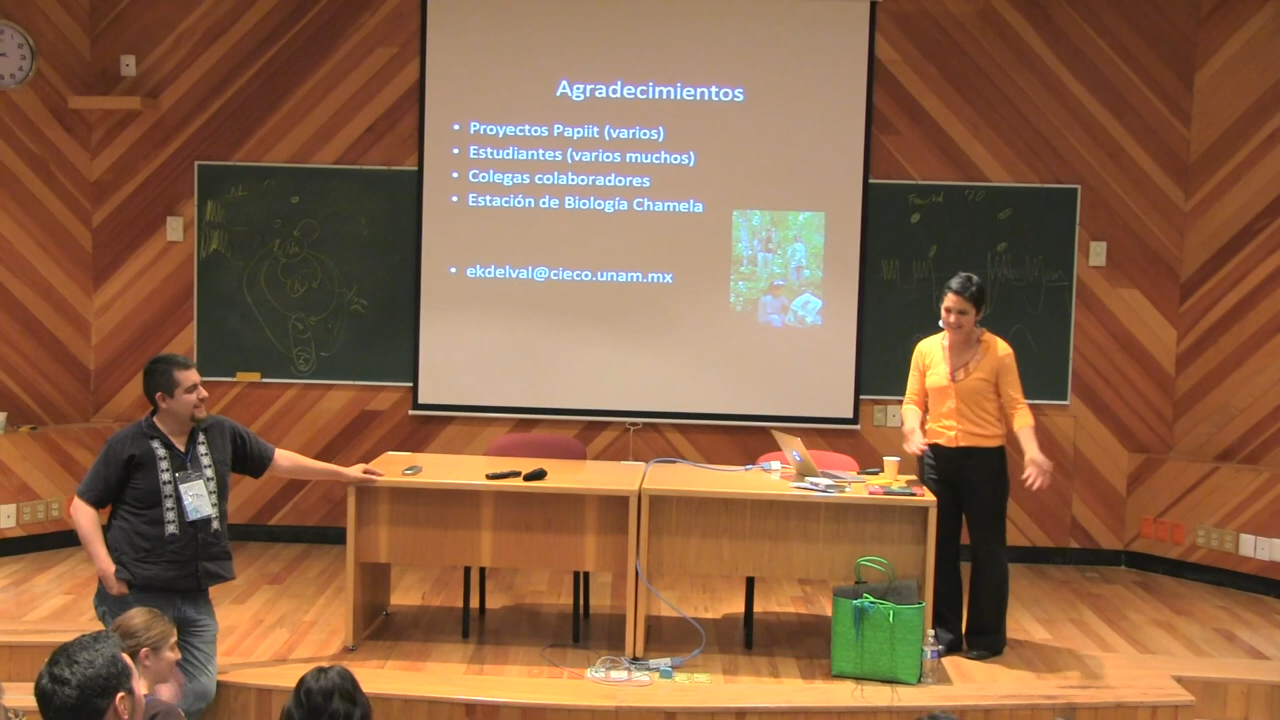 Agradecimientos
• Proyectos Papiit (varios)
• Estudiantes (varios muchos)
• Colegas colaboradores
• Estación de Biología Chamela
• ekdelval@cieco.unam.mx